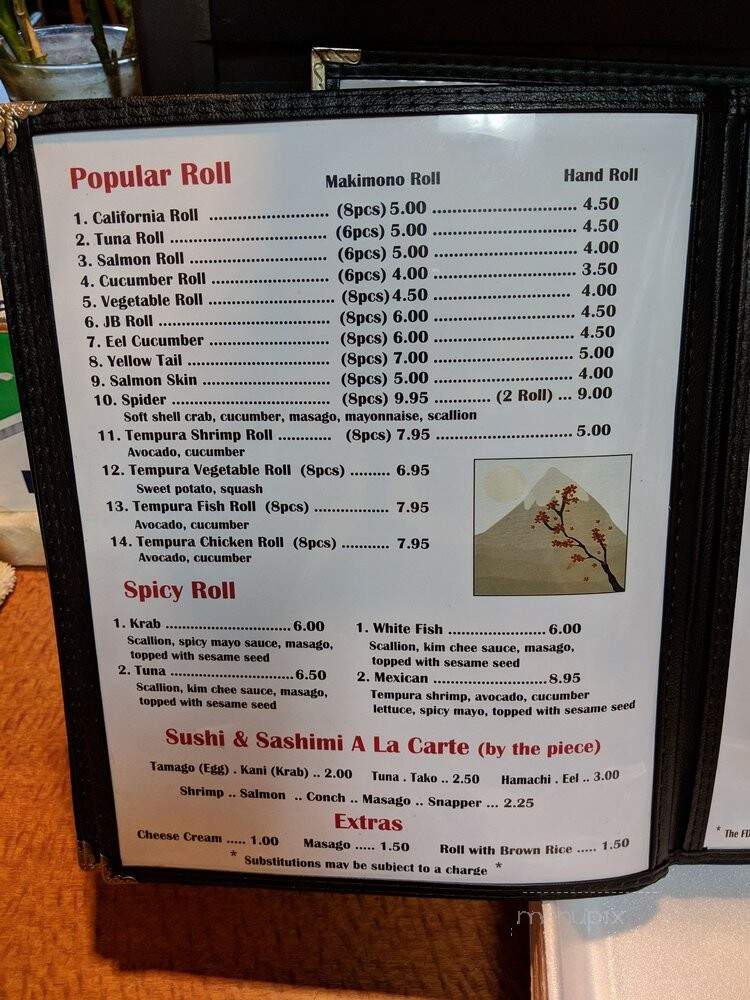 Popular Roll Makimono Roll Hand Roll
1. California Roll ............................ (8pcs) 5.00 .................................. 4.50
2. Tuna Roll ..................................... (6pcs) 5.00 .................................. 4.50
3. Salmon Roll ................................ (6pcs) 5.00 .................................. 4.00
4. Cucumber Roll ........................... (6pcs) 4.00 .................................. 3.50
5. Vegetable Roll ............................. (8pcs) 4.50 ................................. 4.00
6. JB Roll ........................................ (8pcs) 6.00 .................................. 4.50
7. Eel Cucumber ............................ (8pcs) 6.00 .................................. 4.50
8. Yellow Tail .................................. (8pcs) 7.00 .................................. 5.00
9. Salmon Skin .............................. (8pcs) 5.00 .................................. 4.00
10. Spider ....................................... (8pcs) 9.95 ............. (2 Roll) ... 9.00
Soft shell crab, cucumber, masago, mayonnaise, scallion
11. Tempura Shrimp Roll ............ (8pcs) 7.95 ................................ 5.00
Avocado, cucumber
12. Tempura Vegetable Roll (8pcs) ......... 6.95
Sweet potato, squash
13. Tempura Fish Roll (8pcs) ................. 7.95
Avocado, cucumber
14. Tempura Chicken Roll (8pcs) ........... 7.95
Avocado, cucumber
Spicy Roll
1. Krab ..............................6.00 1. White Fish .......................6.00
Scallion, spicy mayo sauce, masago, Scallion, kim chee sauce, masago,
topped with sesame seed topped with sesame seed
2. Tuna ..............................6.50 2. Mexican ...........................8.95
Scallion, kim chee sauce, masago, Tempura shrimp, avocado, cucumber
topped with sesame seed lettuce, spicy mayo, topped with sesame seed
Sushi & Sashimi A La Carte (by the piece)
Tamago (Egg) . Kani (Krab) .. 2.00 Tuna . Tako .. 2.50 Hamachi . Eel .. 3.00
Shrimp .. Salmon .. Conch .. Masago .. Snapper ... 2.25
Extras
Cheese Cream ..... 1.00 Masago ..... 1.50 Roll with Brown Rice ..... 1.50
* Substitutions may be subject to a charge *
* The
menupix